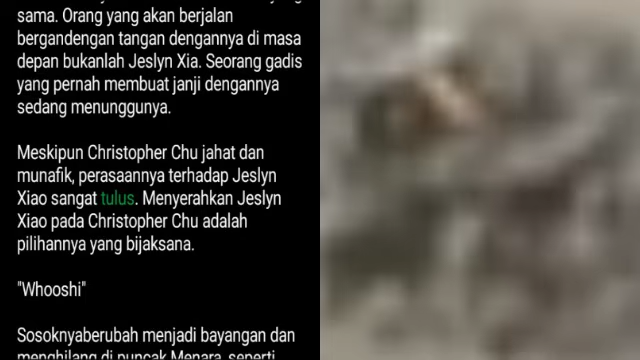 sama. Orang yang akan berjalan
bergandengan tangan dengannya di masa
depan bukanlah Jeslyn Xia. Seorang gadis
yang pernah membuat janji dengannya
sedang menunggunya.
Meskipun Christopher Chu jahat dan
munafik, perasaannya terhadap Jeslyn
Xiao sangat tulus. Menyerahkan Jeslyn
Xiao pada Christopher Chu adalah
pilihannya yang bijaksana.
"Whooshi"
Sosoknyaberubah menjadi bayangan dan
menghilang di puncak Menara, seperti